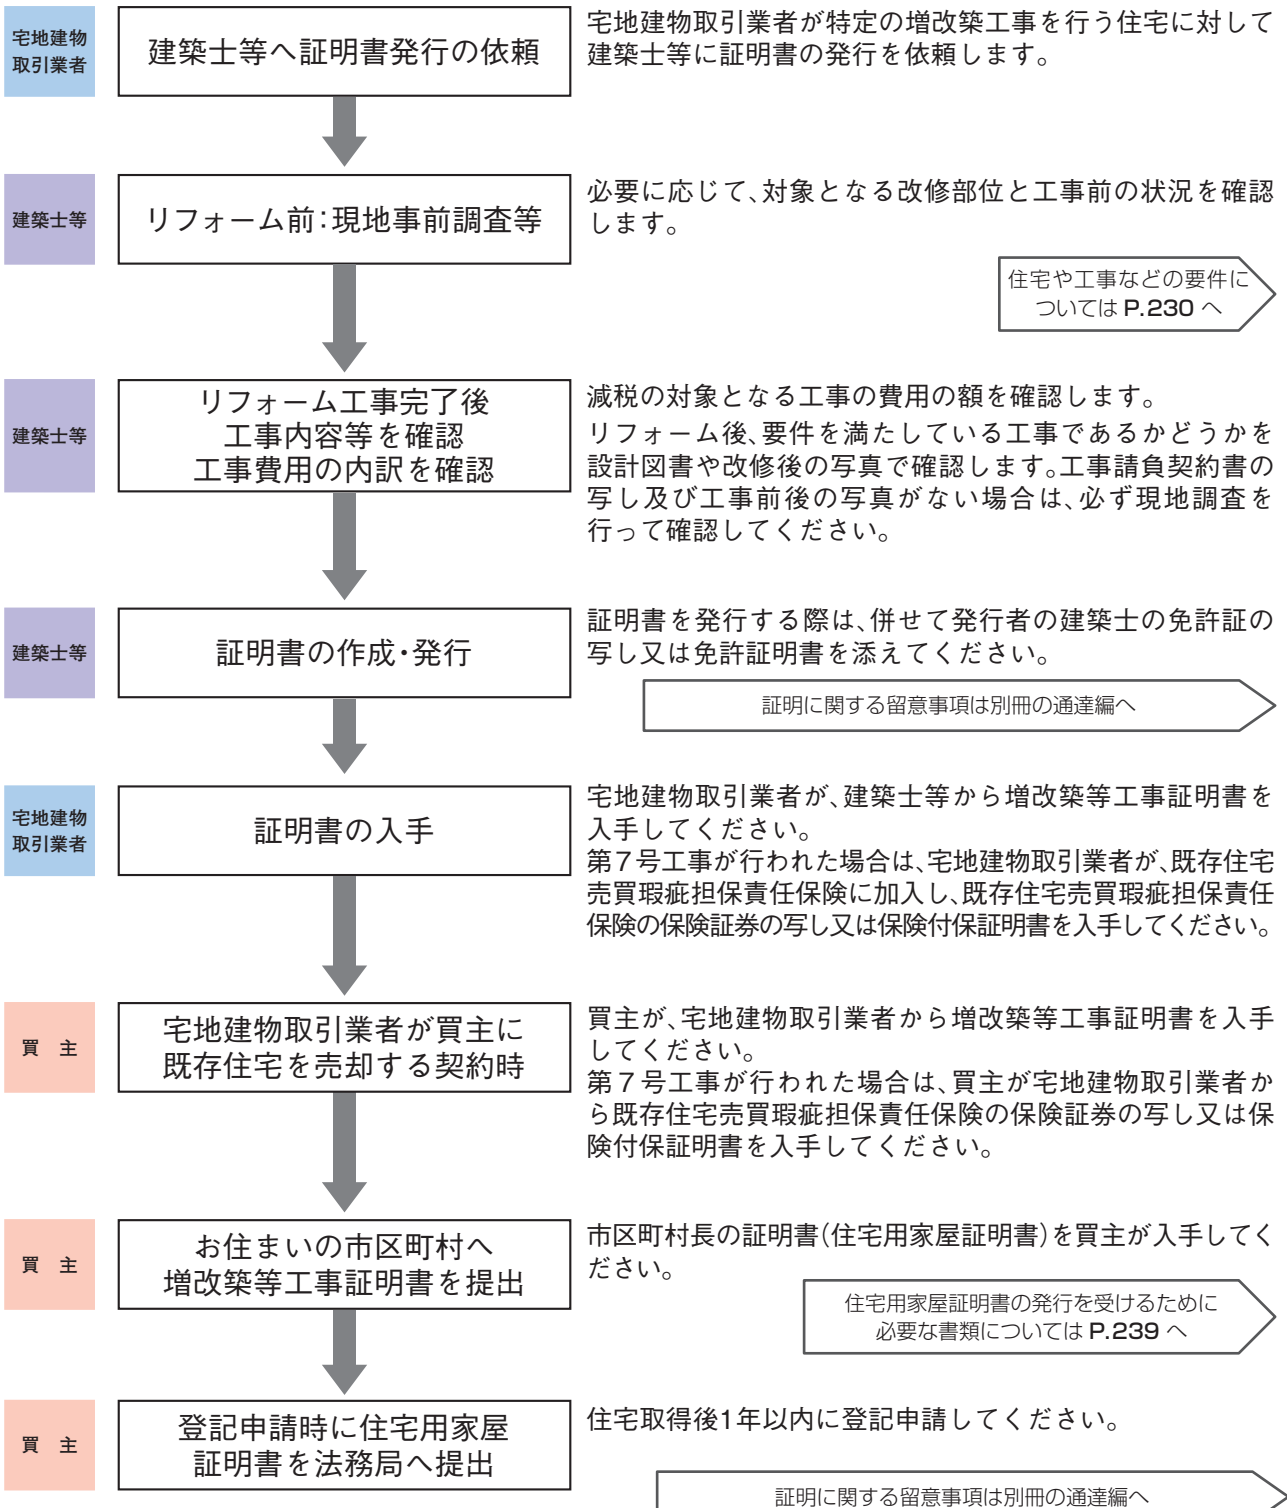 宅地建物
取引業者
建築士等へ証明書発行の依頼
宅地建物取引業者が特定の増改築工事を行う住宅に対して
建築士等に証明書の発行を依頼します。
建築士等
リフォーム前：現地事前調査等
必要に応じて、対象となる改修部位と工事前の状況を確認
します。
住宅や工事などの要件に
ついては P.230 へ
建築士等
リフォーム工事完了後
工事内容等を確認
工事費用の内訳を確認
減税の対象となる工事の費用の額を確認します。
リフォーム後、要件を満たしている工事であるかどうかを
設計図書や改修後の写真で確認します。工事請負契約書の
写し及び工事前後の写真がない場合は、必ず現地調査を
行って確認してください。
建築士等
証明書の作成・発行
証明書を発行する際は、併せて発行者の建築士の免許証の
写し又は免許証明書を添えてください。
証明に関する留意事項は別冊の通達編へ
宅地建物
取引業者
証明書の入手
宅地建物取引業者が、建築士等から増改築等工事証明書を
入手してください。
第７号工事が行われた場合は、宅地建物取引業者が、既存住宅
売買瑕疵担保責任保険に加入し、既存住宅売買瑕疵担保責任
保険の保険証券の写し又は保険付保証明書を入手してください。
買　主
宅地建物取引業者が買主に
既存住宅を売却する契約時
買主が、宅地建物取引業者から増改築等工事証明書を入手
してください。
第７号工事が行われた場合は、買主が宅地建物取引業者か
ら既存住宅売買瑕疵担保責任保険の保険証券の写し又は保
険付保証明書を入手してください。
買　主
お住まいの市区町村へ
増改築等工事証明書を提出
市区町村長の証明書（住宅用家屋証明書）を買主が入手してく
ださい。
住宅用家屋証明書の発行を受けるために
必要な書類については P.239 へ
買　主
登記申請時に住宅用家屋
証明書を法務局へ提出
住宅取得後1年以内に登記申請してください。
証明に関する留意事項は別冊の通達編へ